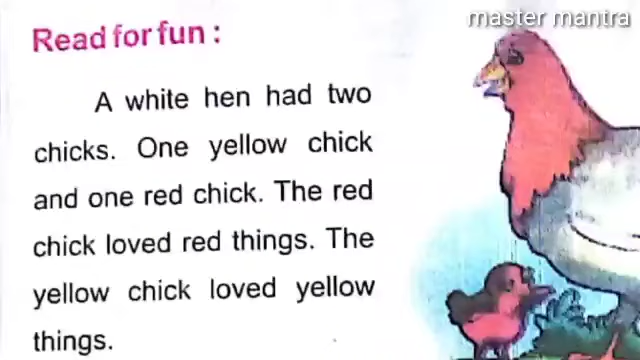 master mantra
Read for fun :
A white hen had two
chicks. One yellow chick
and one red chick. The red
chick loved red things. The
yellow chick loved yellow
things.